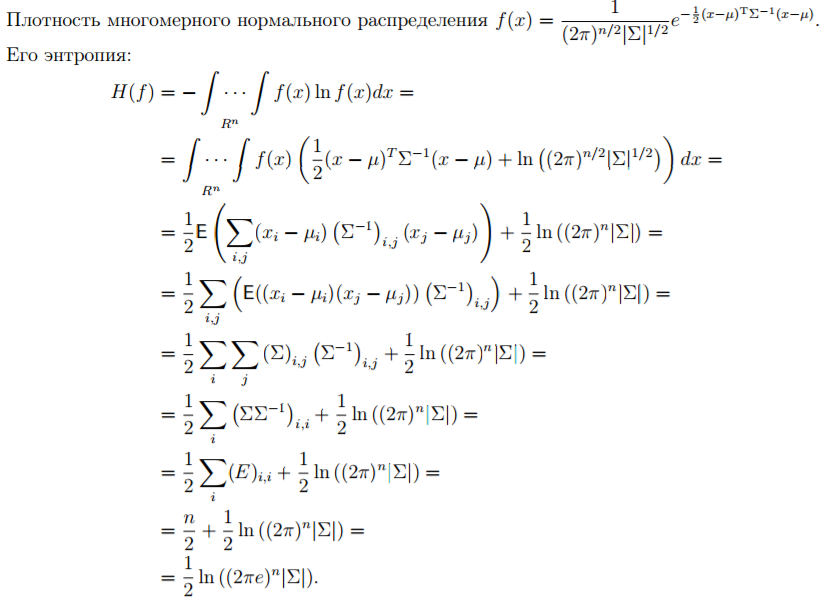 Плотность многомерного нормального распределения $f(x) = \frac{1}{(2\pi)^{n/2}|\Sigma|^{1/2}} e^{-\frac{1}{2}(x-\mu)^{\mathsf{T}}\Sigma^{-1}(x-\mu)}$.
Его энтропия:
$H(f) = -\int \cdots \int_{R^n} f(x) \ln f(x) dx =$
$= \int \cdots \int_{R^n} f(x) \left( \frac{1}{2}(x-\mu)^T \Sigma^{-1}(x-\mu) + \ln\left((2\pi)^{n/2}|\Sigma|^{1/2}\right) \right) dx =$
$= \frac{1}{2} \mathsf{E} \left( \sum_{i,j} (x_i - \mu_i) \left(\Sigma^{-1}\right)_{i,j} (x_j - \mu_j) \right) + \frac{1}{2} \ln\left((2\pi)^n|\Sigma|\right) =$
$= \frac{1}{2} \sum_{i,j} \left( \mathsf{E}((x_i - \mu_i)(x_j - \mu_j)) \left(\Sigma^{-1}\right)_{i,j} \right) + \frac{1}{2} \ln\left((2\pi)^n|\Sigma|\right) =$
$= \frac{1}{2} \sum_i \sum_j (\Sigma)_{i,j} \left(\Sigma^{-1}\right)_{i,j} + \frac{1}{2} \ln\left((2\pi)^n|\Sigma|\right) =$
$= \frac{1}{2} \sum_i \left(\Sigma\Sigma^{-1}\right)_{i,i} + \frac{1}{2} \ln\left((2\pi)^n|\Sigma|\right) =$
$= \frac{1}{2} \sum_i (E)_{i,i} + \frac{1}{2} \ln\left((2\pi)^n|\Sigma|\right) =$
$= \frac{n}{2} + \frac{1}{2} \ln\left((2\pi)^n|\Sigma|\right) =$
$= \frac{1}{2} \ln\left((2\pi e)^n|\Sigma|\right).$